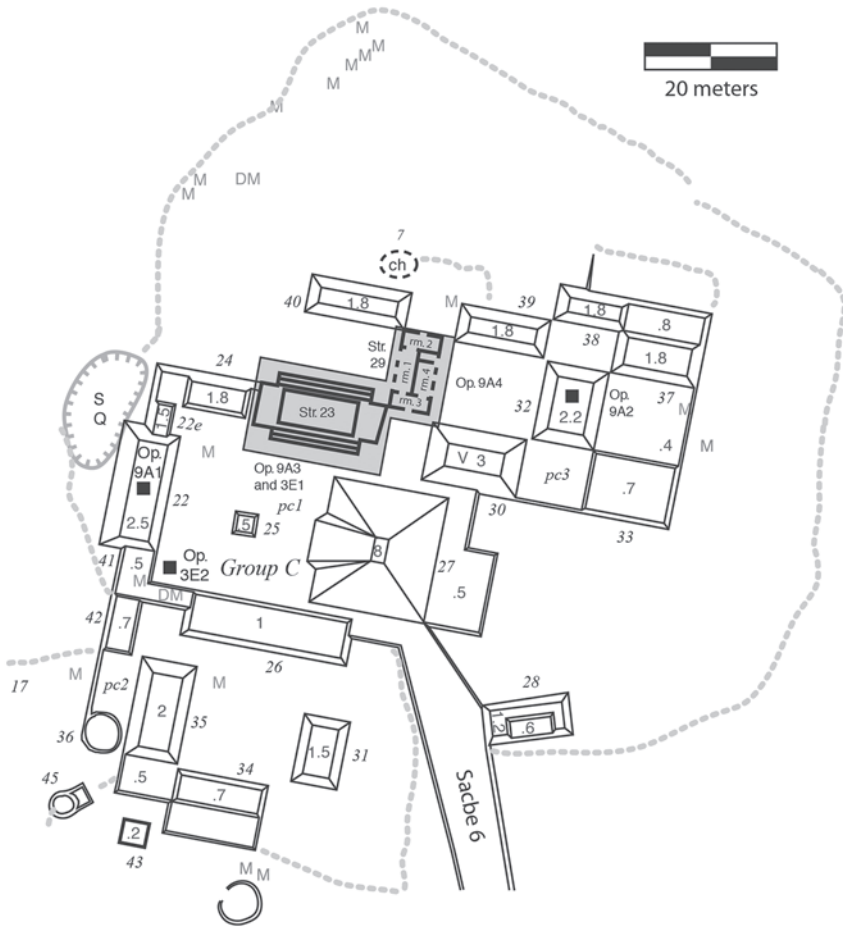 M
M
M
M
M
20 meters
M
M
DM
M
7
ch
40
1.8
M
39
1.8
1.8
.8
38
Str.
29
rm. 2
rm. 1
rm. 4
rm. 3
1.8
37
24
1.8
Str. 23
Op. 9A4
32
2.2
Op.
9A2
M
S
Q
1.5
22e
M
.4
M
Op.
9A1
22
2.5
Op. 9A3
and 3E1
V 3
30
pc3
.7
33
pc1
.5
25
8
27
.5
41
.5
Op.
3E2
Group C
M
DM
42
.7
1
26
17
M
pc2
M
2
35
28
1.2
.6
36
1.5
31
Sacbe 6
45
.5
34
.7
.2
43
M
M